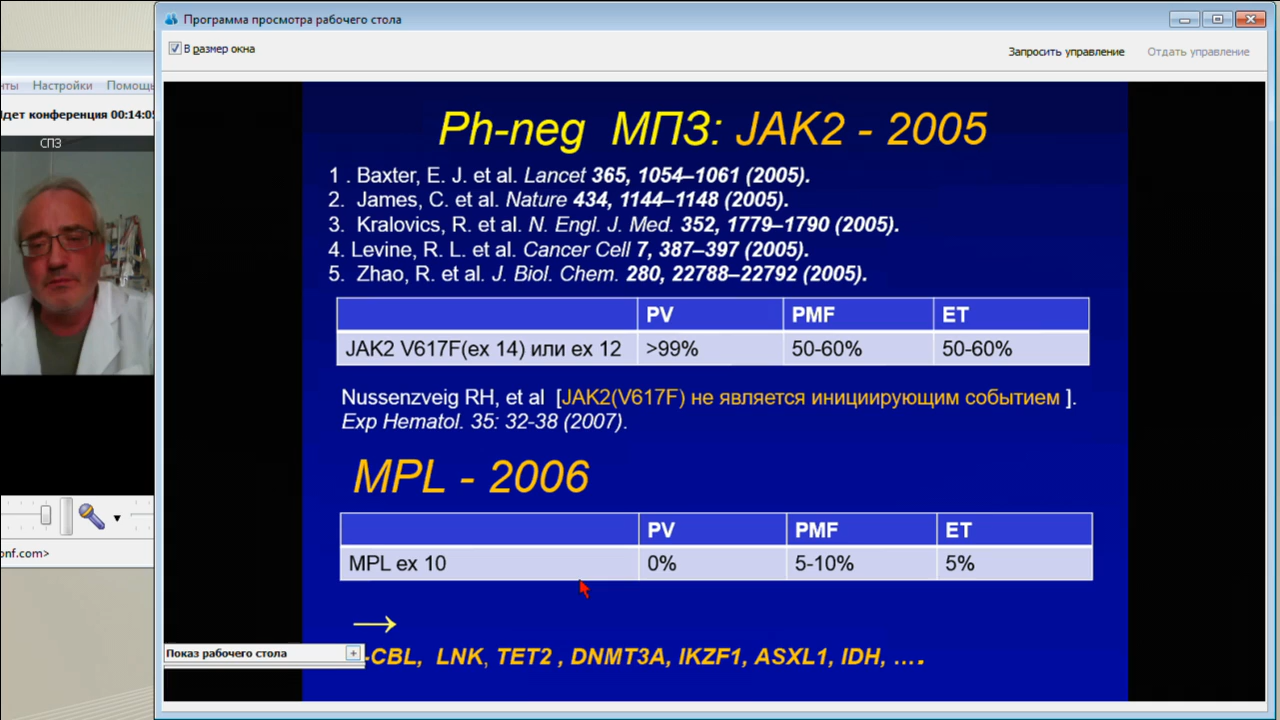 Программа просмотра рабочего стола
В размер окна
Запросить управление
Отдать управление
нты Настройки Помощь
дет конференция 00:14:05
СПЗ
Ph-neg МПЗ: JAK2 - 2005
1 . Baxter, E. J. et al. Lancet 365, 1054–1061 (2005).
2. James, C. et al. Nature 434, 1144–1148 (2005).
3. Kralovics, R. et al. N. Engl. J. Med. 352, 1779–1790 (2005).
4. Levine, R. L. et al. Cancer Cell 7, 387–397 (2005).
5. Zhao, R. et al. J. Biol. Chem. 280, 22788–22792 (2005).
PV PMF ET
JAK2 V617F(ex 14) или ex 12 >99% 50-60% 50-60%
Nussenzveig RH, et al [JAK2(V617F) не является инициирующим событием ].
Exp Hematol. 35: 32-38 (2007).
MPL - 2006
PV PMF ET
MPL ex 10 0% 5-10% 5%
→
-CBL, LNK, TET2 , DNMT3A, IKZF1, ASXL1, IDH, ….
onf.com>
Показ рабочего стола